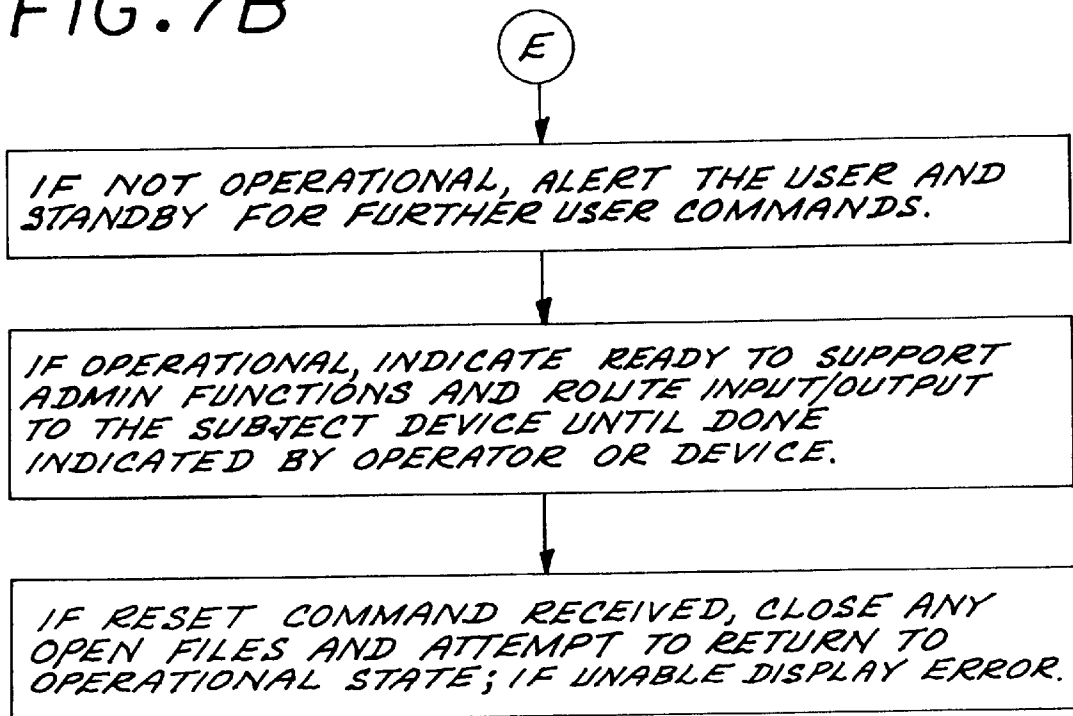 FIG. 7B
E
IF NOT OPERATIONAL, ALERT THE USER AND
STANDBY FOR FURTHER USER COMMANDS.
IF OPERATIONAL, INDICATE READY TO SUPPORT
ADMIN FUNCTIONS AND ROUTE INPUT/OUTPUT
TO THE SUBJECT DEVICE UNTIL DONE
INDICATED BY OPERATOR OR DEVICE.
IF RESET COMMAND RECEIVED, CLOSE ANY
OPEN FILES AND ATTEMPT TO RETURN TO
OPERATIONAL STATE; IF UNABLE DISPLAY ERROR.